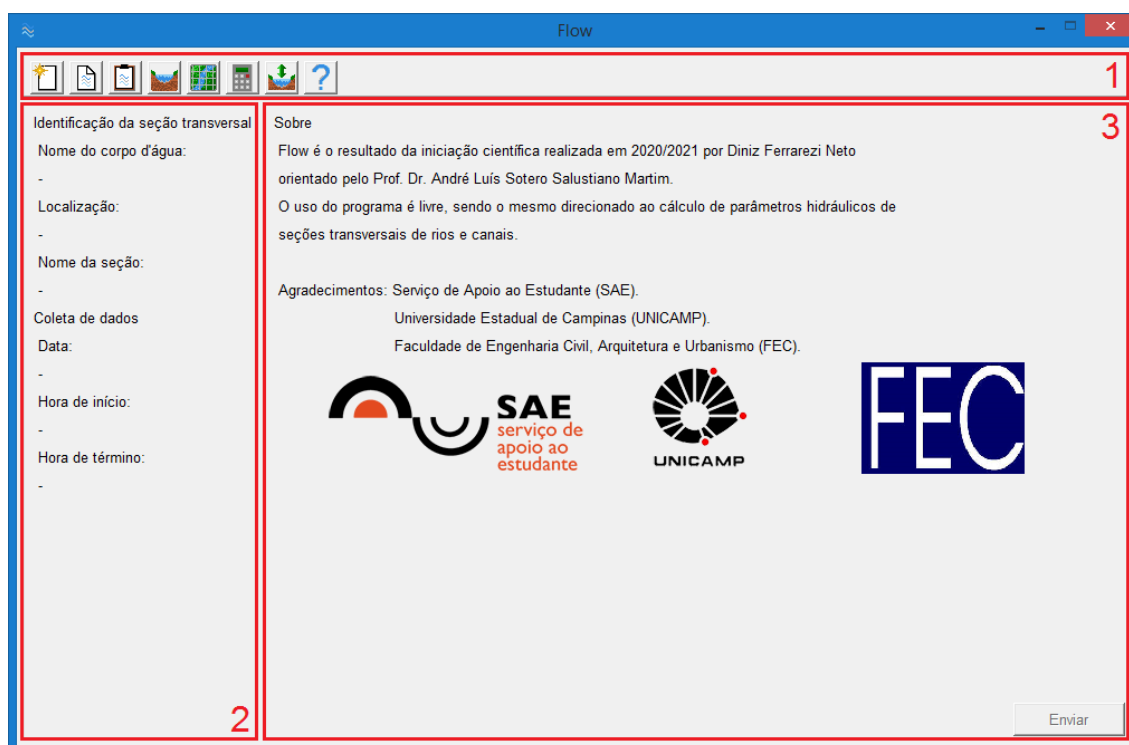 Flow
1
Identificação da seção transversal
Nome do corpo d'água:
-
Localização:
-
Nome da seção:
-
Coleta de dados
Data:
-
Hora de início:
-
Hora de término:
-
2
Sobre
3
Flow é o resultado da iniciação científica realizada em 2020/2021 por Diniz Ferrarezi Neto
orientado pelo Prof. Dr. André Luís Sotero Salustiano Martim.
O uso do programa é livre, sendo o mesmo direcionado ao cálculo de parâmetros hidráulicos de
seções transversais de rios e canais.
Agradecimentos: Serviço de Apoio ao Estudante (SAE).
Universidade Estadual de Campinas (UNICAMP).
Faculdade de Engenharia Civil, Arquitetura e Urbanismo (FEC).
SAE
serviço de
apoio ao
estudante
UNICAMP
FEC
Enviar